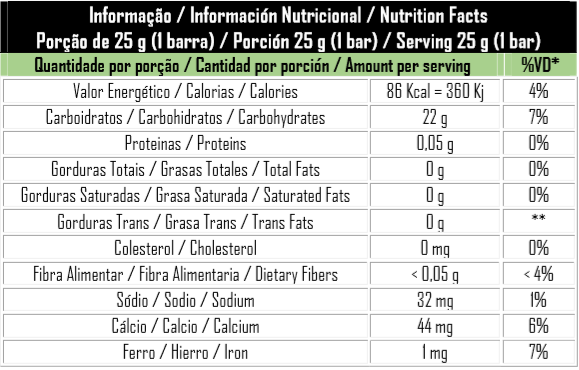 Informação / Información Nutricional / Nutrition Facts
Porção de 25 g (1 barra) / Porción 25 g (1 bar) / Serving 25 g (1 bar)
Quantidade por porção / Cantidad por porción / Amount per serving %VD*
Valor Energético / Calorias / Calories 86 Kcal = 360 Kj 4%
Carboidratos / Carbohidratos / Carbohydrates 22 g 7%
Proteinas / Proteins 0,05 g 0%
Gorduras Totais / Grasas Totales / Total Fats 0 g 0%
Gorduras Saturadas / Grasa Saturada / Saturated Fats 0 g 0%
Gorduras Trans / Grasa Trans / Trans Fats 0 g **
Colesterol / Cholesterol 0 mg 0%
Fibra Alimentar / Fibra Alimentaria / Dietary Fibers < 0,05 g < 4%
Sódio / Sodio / Sodium 32 mg 1%
Cálcio / Calcio / Calcium 44 mg 6%
Ferro / Hierro / Iron 1 mg 7%